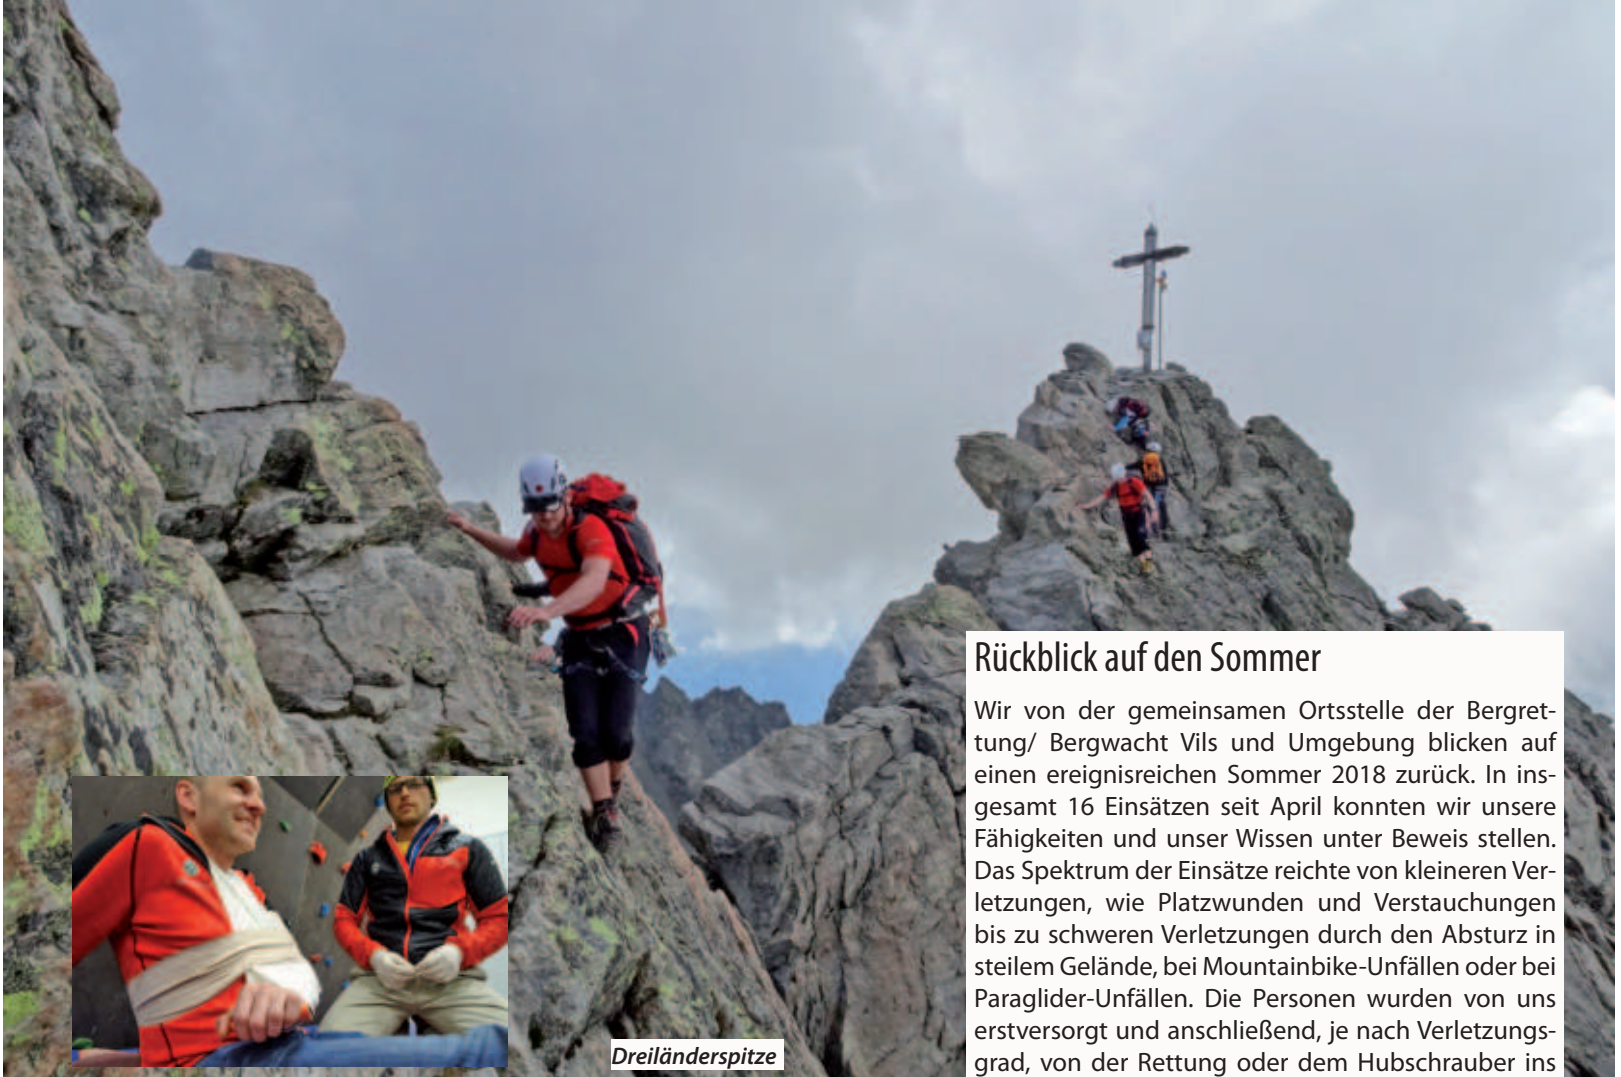 Rückblick auf den Sommer
Wir von der gemeinsamen Ortsstelle der Bergret-
tung/ Bergwacht Vils und Umgebung blicken auf
einen ereignisreichen Sommer 2018 zurück. In ins-
gesamt 16 Einsätzen seit April konnten wir unsere
Fähigkeiten und unser Wissen unter Beweis stellen.
Das Spektrum der Einsätze reichte von kleineren Ver-
letzungen, wie Platzwunden und Verstauchungen
bis zu schweren Verletzungen durch den Absturz in
steilem Gelände, bei Mountainbike-Unfällen oder bei
Paraglider-Unfällen. Die Personen wurden von uns
erstversorgt und anschließend, je nach Verletzungs-
grad, von der Rettung oder dem Hubschrauber ins
Dreiländerspitze